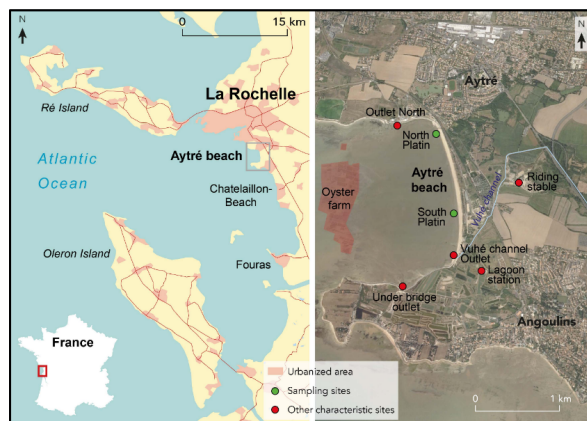 N
0 15 km
Ré Island
La Rochelle
Atlantic
Ocean
Aytré beach
Chatelaillon-
Beach
Oleron Island
Fouras
France
Urbanized area
Sampling sites
Other characteristic sites
N
Aytré
Outlet North
North
Platin
Oyster
farm
Aytré
beach
Vuhé channel
Riding
stable
South
Platin
Vuhé channel
Outlet
Lagoon
station
Under bridge
outlet
Angoulins
0 1 km